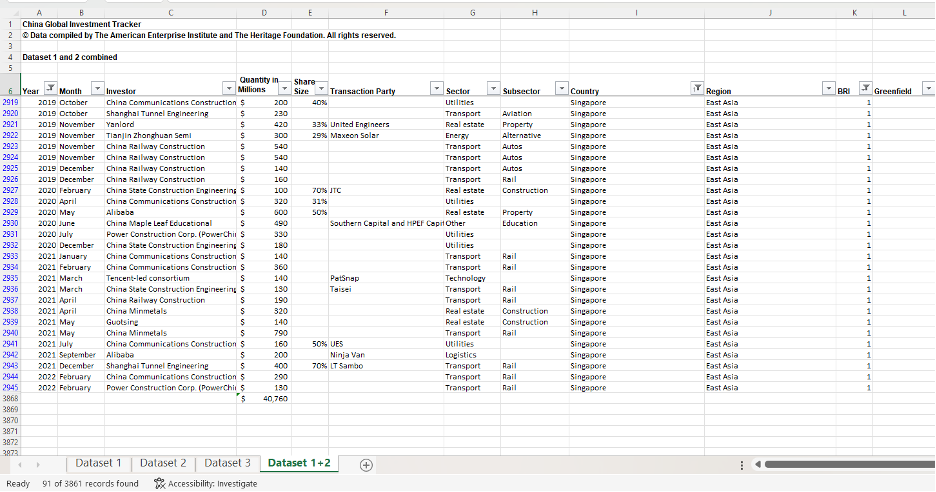 A B C D E F G H I J K L
1 China Global Investment Tracker
2 © Data compiled by The American Enterprise Institute and The Heritage Foundation. All rights reserved.
3
4 Dataset 1 and 2 combined
5
6 Year Month Investor Quantity in Millions Share Size Transaction Party Sector Subsector Country Region BRI Greenfield
2919 2019 October China Communications Construction $ 200 40% Utilities Singapore East Asia 1
2920 2019 October Shanghai Tunnel Engineering $ 230 Transport Aviation Singapore East Asia 1
2921 2019 November Yanlord $ 420 33% United Engineers Real estate Property Singapore East Asia 1
2922 2019 November Tianjin Zhonghuan Semi $ 300 29% Maxeon Solar Energy Alternative Singapore East Asia 1
2923 2019 November China Railway Construction $ 540 Transport Autos Singapore East Asia 1
2924 2019 November China Railway Construction $ 540 Transport Autos Singapore East Asia 1
2925 2019 December China Railway Construction $ 140 Transport Autos Singapore East Asia 1
2926 2019 December China Railway Construction $ 160 Transport Rail Singapore East Asia 1
2927 2020 February China State Construction Engineering $ 100 70% JTC Real estate Construction Singapore East Asia 1
2928 2020 April China Communications Construction $ 320 31% Utilities Singapore East Asia 1
2929 2020 May Alibaba $ 600 50% Real estate Property Singapore East Asia 1
2930 2020 June China Maple Leaf Educational $ 490 Southern Capital and HPEF Capit Other Education Singapore East Asia 1
2931 2020 July Power Construction Corp. (PowerChi $ 330 Utilities Singapore East Asia 1
2932 2020 December China State Construction Engineering $ 180 Utilities Singapore East Asia 1
2933 2021 January China Communications Construction $ 140 Transport Rail Singapore East Asia 1
2934 2021 February China Communications Construction $ 360 Transport Rail Singapore East Asia 1
2935 2021 March Tencent-led consortium $ 140 PatSnap Technology Singapore East Asia 1
2936 2021 March China State Construction Engineering $ 130 Taisei Transport Rail Singapore East Asia 1
2937 2021 April China Railway Construction $ 190 Transport Rail Singapore East Asia 1
2938 2021 April China Minmetals $ 320 Real estate Construction Singapore East Asia 1
2939 2021 May Guotsing $ 140 Real estate Construction Singapore East Asia 1
2940 2021 May China Minmetals $ 790 Transport Rail Singapore East Asia 1
2941 2021 July China Communications Construction $ 160 50% UES Utilities Singapore East Asia 1
2942 2021 September Alibaba $ 200 Ninja Van Logistics Singapore East Asia 1
2943 2021 December Shanghai Tunnel Engineering $ 400 70% LT Sambo Transport Rail Singapore East Asia 1
2944 2022 February China Communications Construction $ 290 Transport Rail Singapore East Asia 1
2945 2022 February Power Construction Corp. (PowerChi $ 130 Transport Rail Singapore East Asia 1
3868 $ 40,760
3869
3870
3871
3872
3873
Dataset 1 Dataset 2 Dataset 3 Dataset 1+2
Ready 91 of 3861 records found Accessibility: Investigate